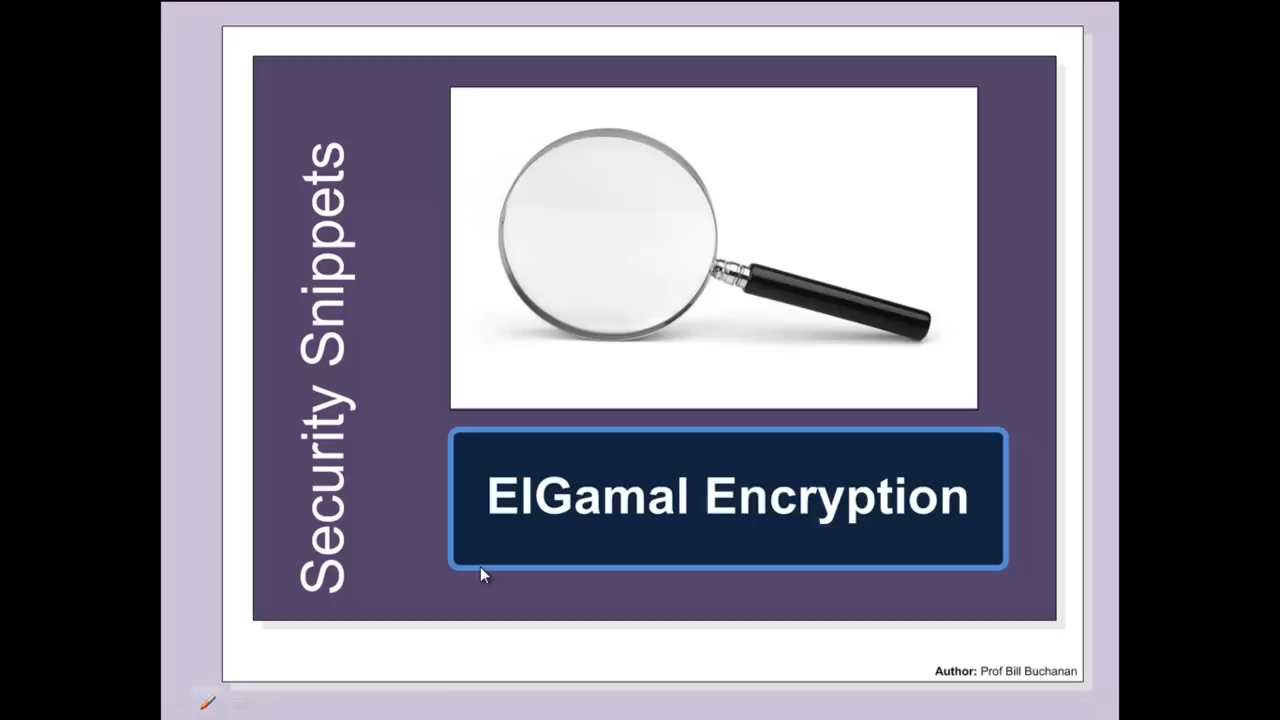 Security Snippets
ElGamal Encryption
Author: Prof Bill Buchanan